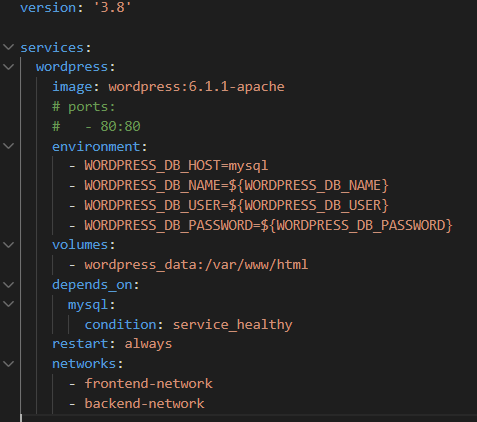 version: '3.8'

services:
  wordpress:
    image: wordpress:6.1.1-apache
    # ports:
    #   - 80:80
    environment:
      - WORDPRESS_DB_HOST=mysql
      - WORDPRESS_DB_NAME=${WORDPRESS_DB_NAME}
      - WORDPRESS_DB_USER=${WORDPRESS_DB_USER}
      - WORDPRESS_DB_PASSWORD=${WORDPRESS_DB_PASSWORD}
    volumes:
      - wordpress_data:/var/www/html
    depends_on:
      mysql:
        condition: service_healthy
    restart: always
    networks:
      - frontend-network
      - backend-network